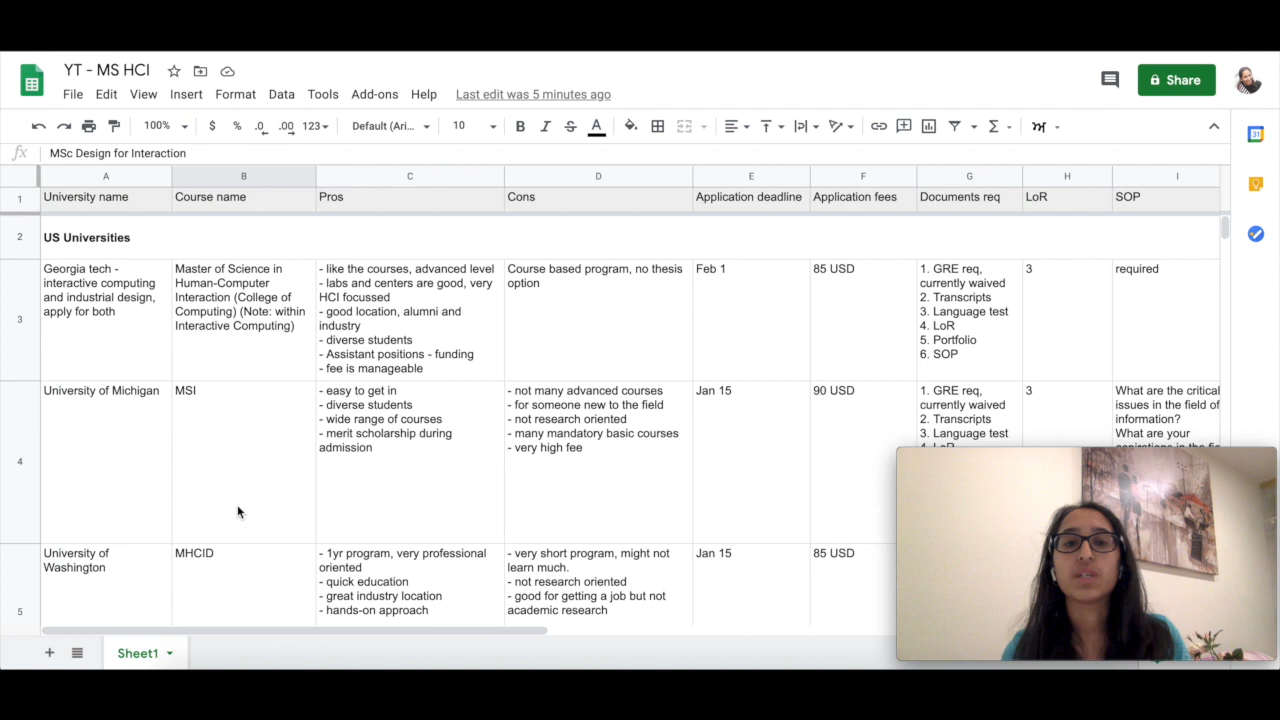 YT - MS HCI
Share
File Edit View Insert Format Data Tools Add-ons Help Last edit was 5 minutes ago
100% $ % .0 .00 123 Default (Ari... 10 B I S A
fx MSc Design for Interaction
31
A B C D E F G H I
1 University name Course name Pros Cons Application deadline Application fees Documents req LoR SOP
2 US Universities
3
Georgia tech -
interactive computing
and industrial design,
apply for both
Master of Science in
Human-Computer
Interaction (College of
Computing) (Note: within
Interactive Computing)
- like the courses, advanced level
- labs and centers are good, very
HCI focussed
- good location, alumni and
industry
- diverse students
- Assistant positions - funding
- fee is manageable
Course based program, no thesis
option
Feb 1
85 USD
1. GRE req,
currently waived
2. Transcripts
3. Language test
4. LoR
5. Portfolio
6. SOP
3
required
4
University of Michigan
MSI
- easy to get in
- diverse students
- wide range of courses
- merit scholarship during
admission
- not many advanced courses
- for someone new to the field
- not research oriented
- many mandatory basic courses
- very high fee
Jan 15
90 USD
1. GRE req,
currently waived
2. Transcripts
3. Language test
3
What are the critical
issues in the field of
information?
What are your
5
University of
Washington
MHCID
- 1yr program, very professional
oriented
- quick education
- great industry location
- hands-on approach
- very short program, might not
learn much.
- not research oriented
- good for getting a job but not
academic research
Jan 15
85 USD
Sheet1